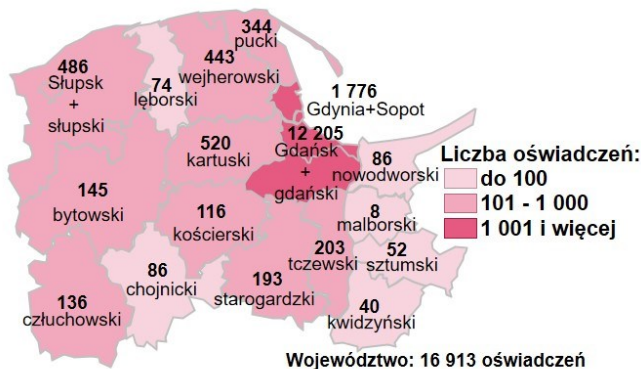 344
pucki
443
wejherowski
486
Słupsk
+
słupski
74
lęborski
1 776
Gdynia+Sopot
12 205
Gdańsk
+
gdański
520
kartuski
86
nowodworski
Liczba oświadczeń:
do 100
101 - 1 000
1 001 i więcej
145
bytowski
116
kościerski
8
malborski
203
tczewski
52
sztumski
86
chojnicki
193
starogardzki
136
człuchowski
40
kwidzyński
Województwo: 16 913 oświadczeń